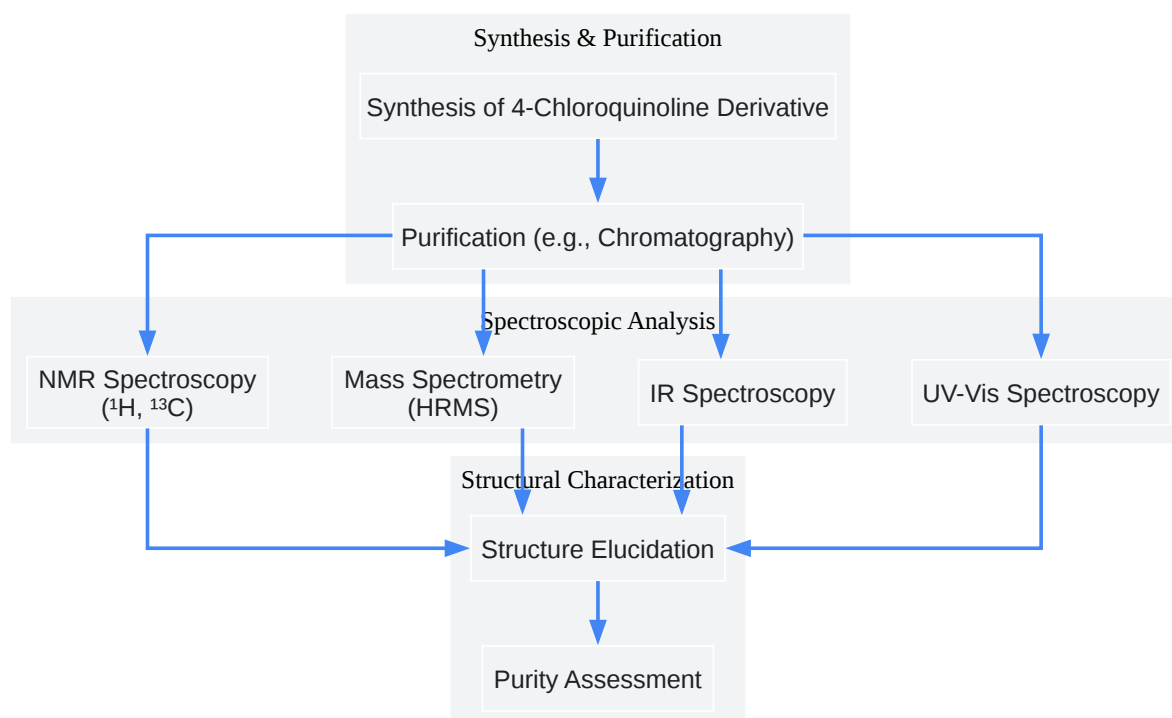 Synthesis & Purification
Synthesis of 4-Chloroquinoline Derivative
Purification (e.g., Chromatography)
Spectroscopic Analysis
NMR Spectroscopy
(¹H, ¹³C)
Mass Spectrometry
(HRMS)
IR Spectroscopy
UV-Vis Spectroscopy
Structural Characterization
Structure Elucidation
Purity Assessment